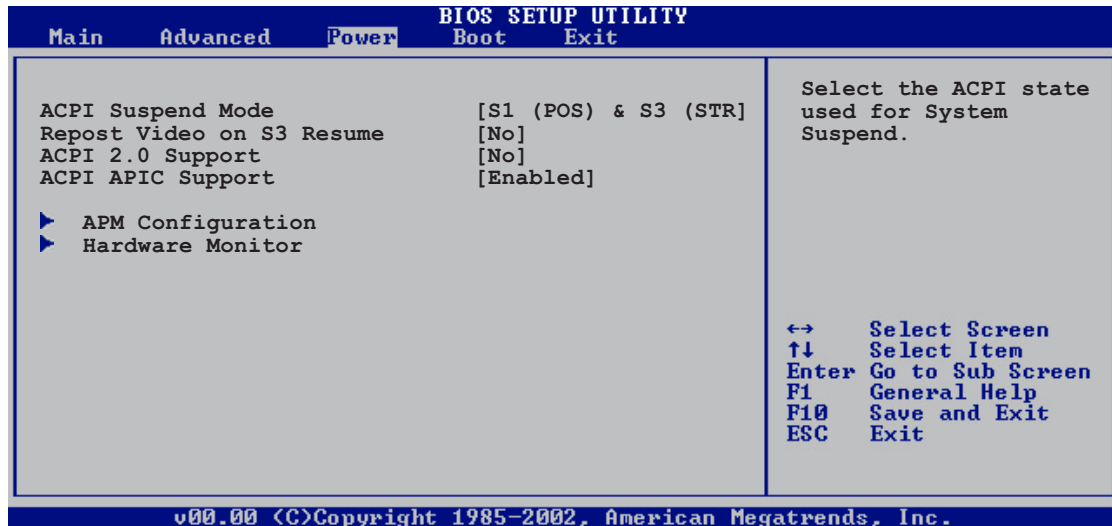 BIOS SETUP UTILITY
Main Advanced Power Boot Exit
ACPI Suspend Mode [S1 (POS) & S3 (STR]
Repost Video on S3 Resume [No]
ACPI 2.0 Support [No]
ACPI APIC Support [Enabled]
APM Configuration
Hardware Monitor
Select the ACPI state
used for System
Suspend.
←→ Select Screen
↑↓ Select Item
Enter Go to Sub Screen
F1 General Help
F10 Save and Exit
ESC Exit
v00.00 (C)Copyright 1985-2002, American Megatrends, Inc.